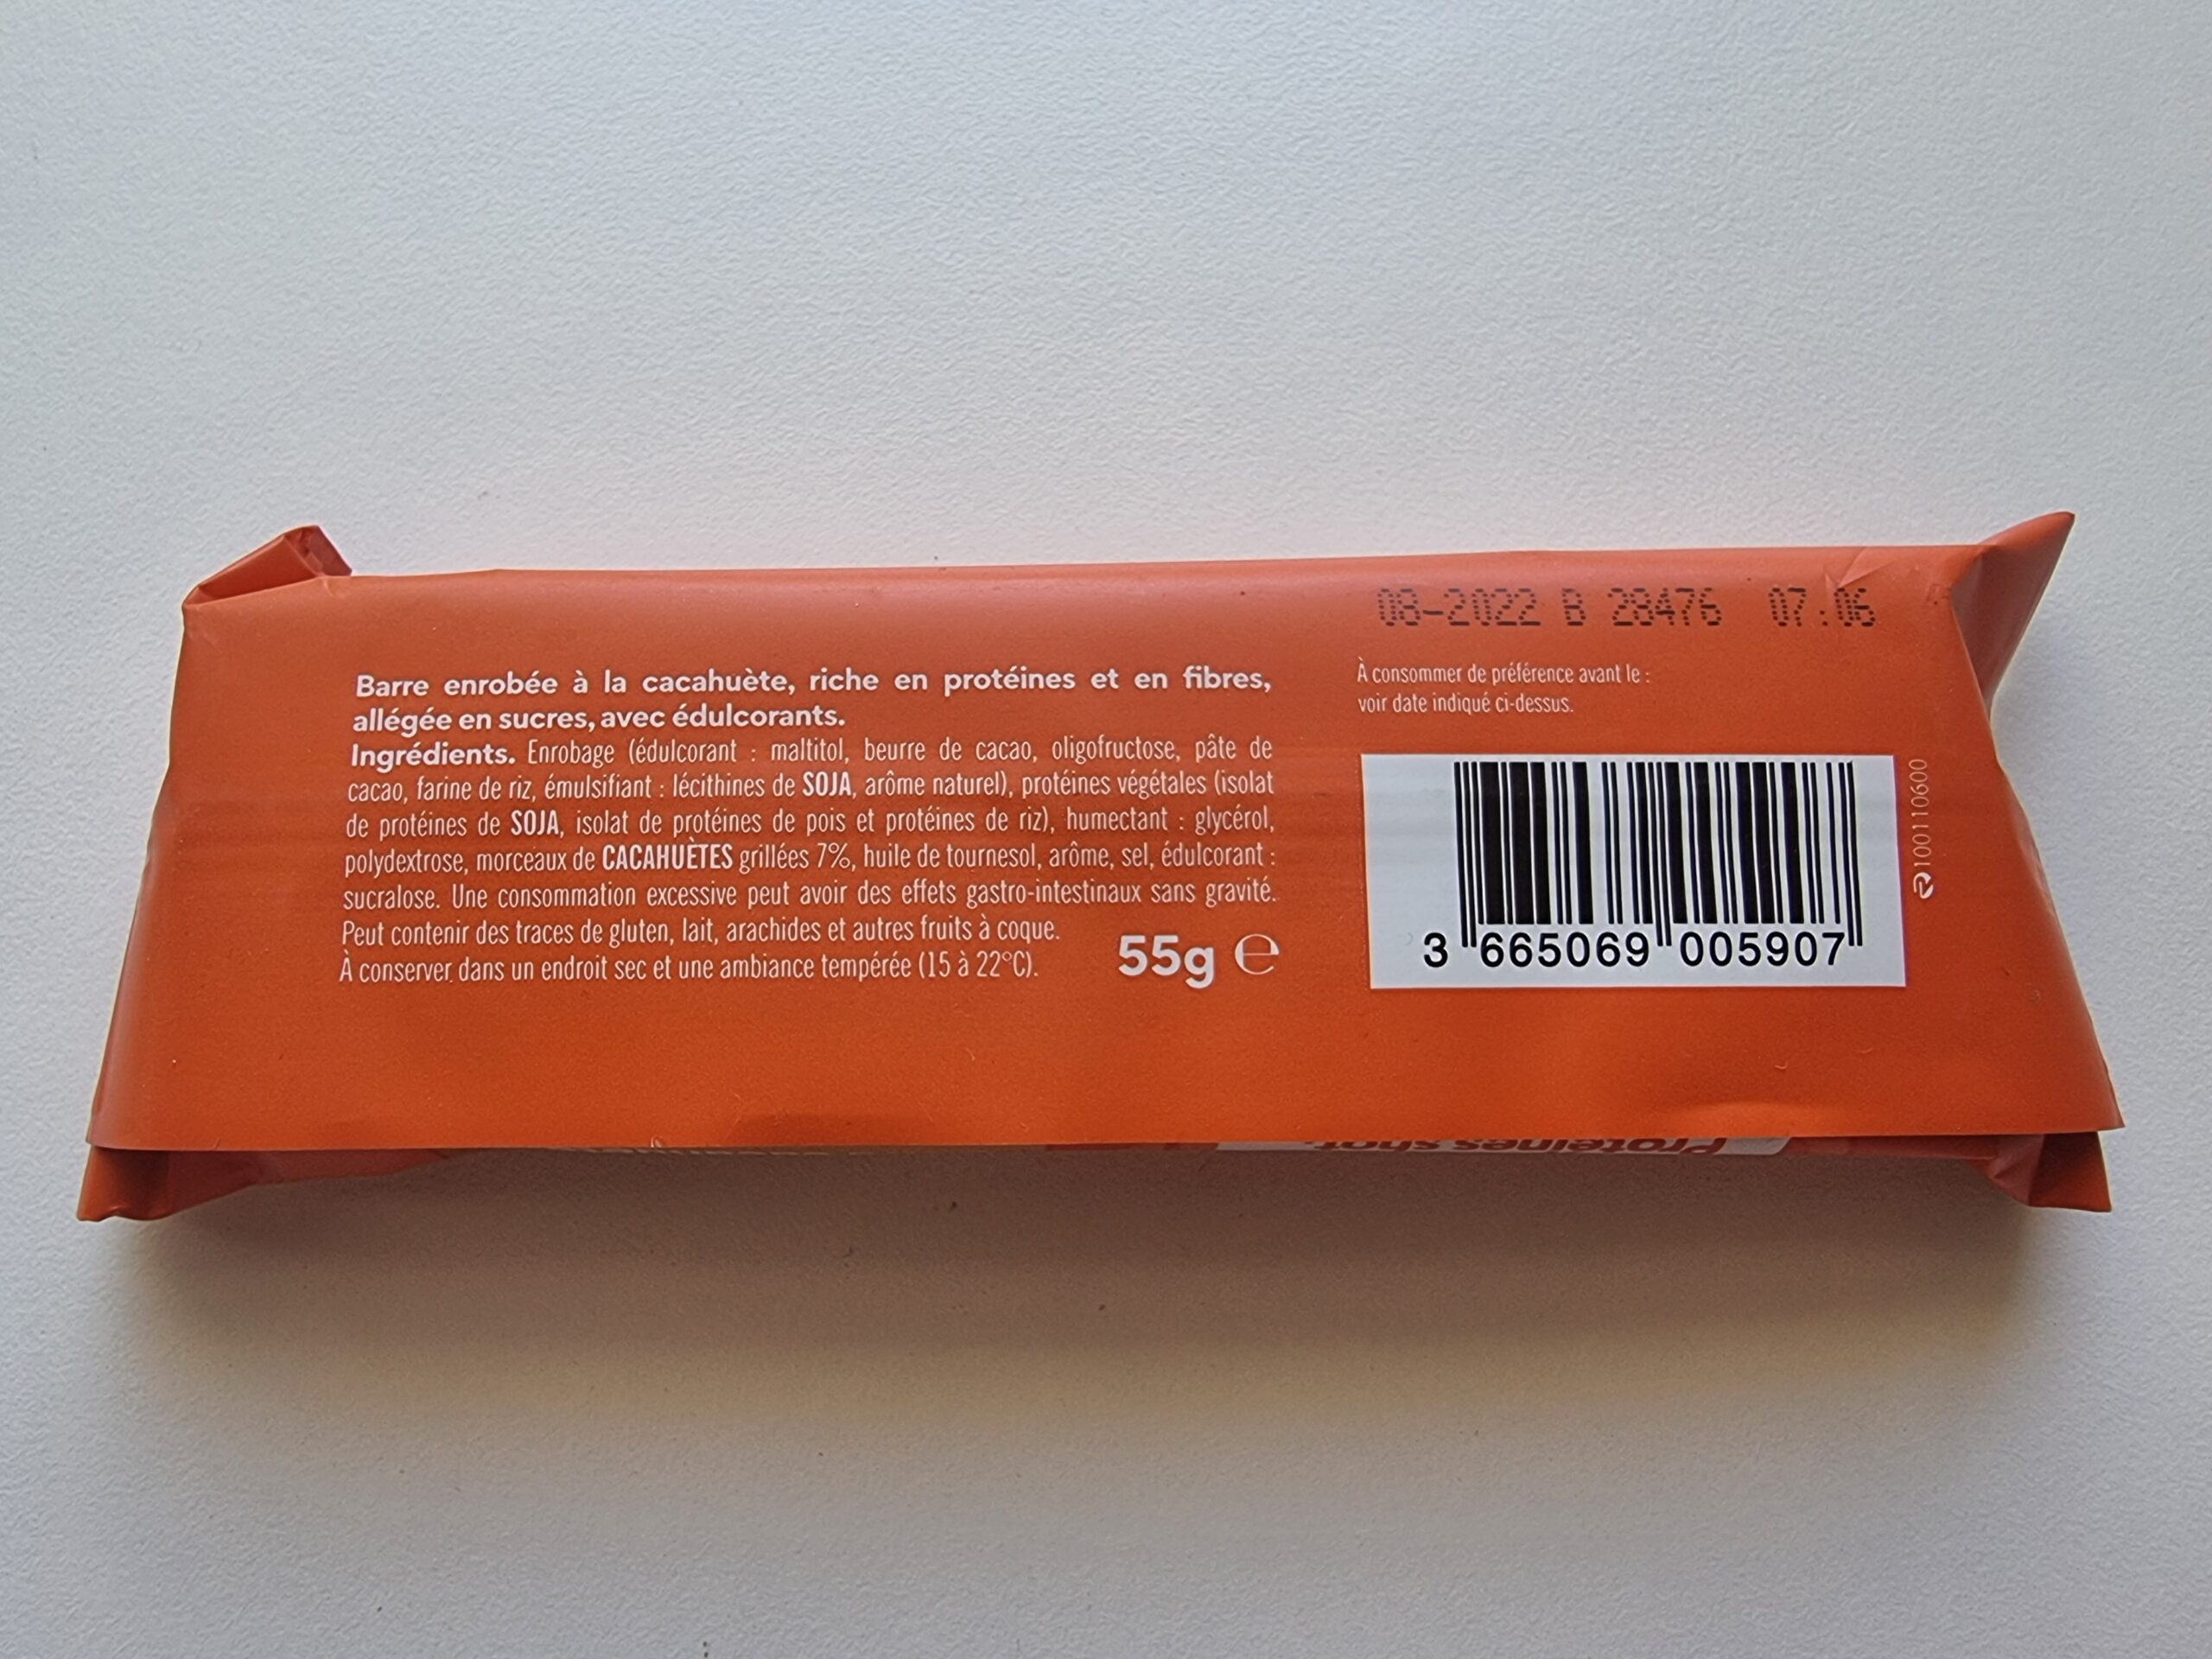 08-2022 B 28476 07:06
Barre enrobée à la cacahuète, riche en protéines et en fibres,
allégée en sucres, avec édulcorants.
Ingrédients. Enrobage (édulcorant : maltitol, beurre de cacao, oligofructose, pâte de
cacao, farine de riz, émulsifiant : lécithines de SOJA, arôme naturel), protéines végétales (isolat
de protéines de SOJA, isolat de protéines de pois et protéines de riz), humectant : glycérol,
polydextrose, morceaux de CACAHUÈTES grillées 7%, huile de tournesol, arôme, sel, édulcorant :
sucralose. Une consommation excessive peut avoir des effets gastro-intestinaux sans gravité.
Peut contenir des traces de gluten, lait, arachides et autres fruits à coque.
À conserver dans un endroit sec et une ambiance tempérée (15 à 22°C).
55g e
À consommer de préférence avant le :
voir date indiqué ci-dessus.
3 665069 005907
100110600
Protéines shot.